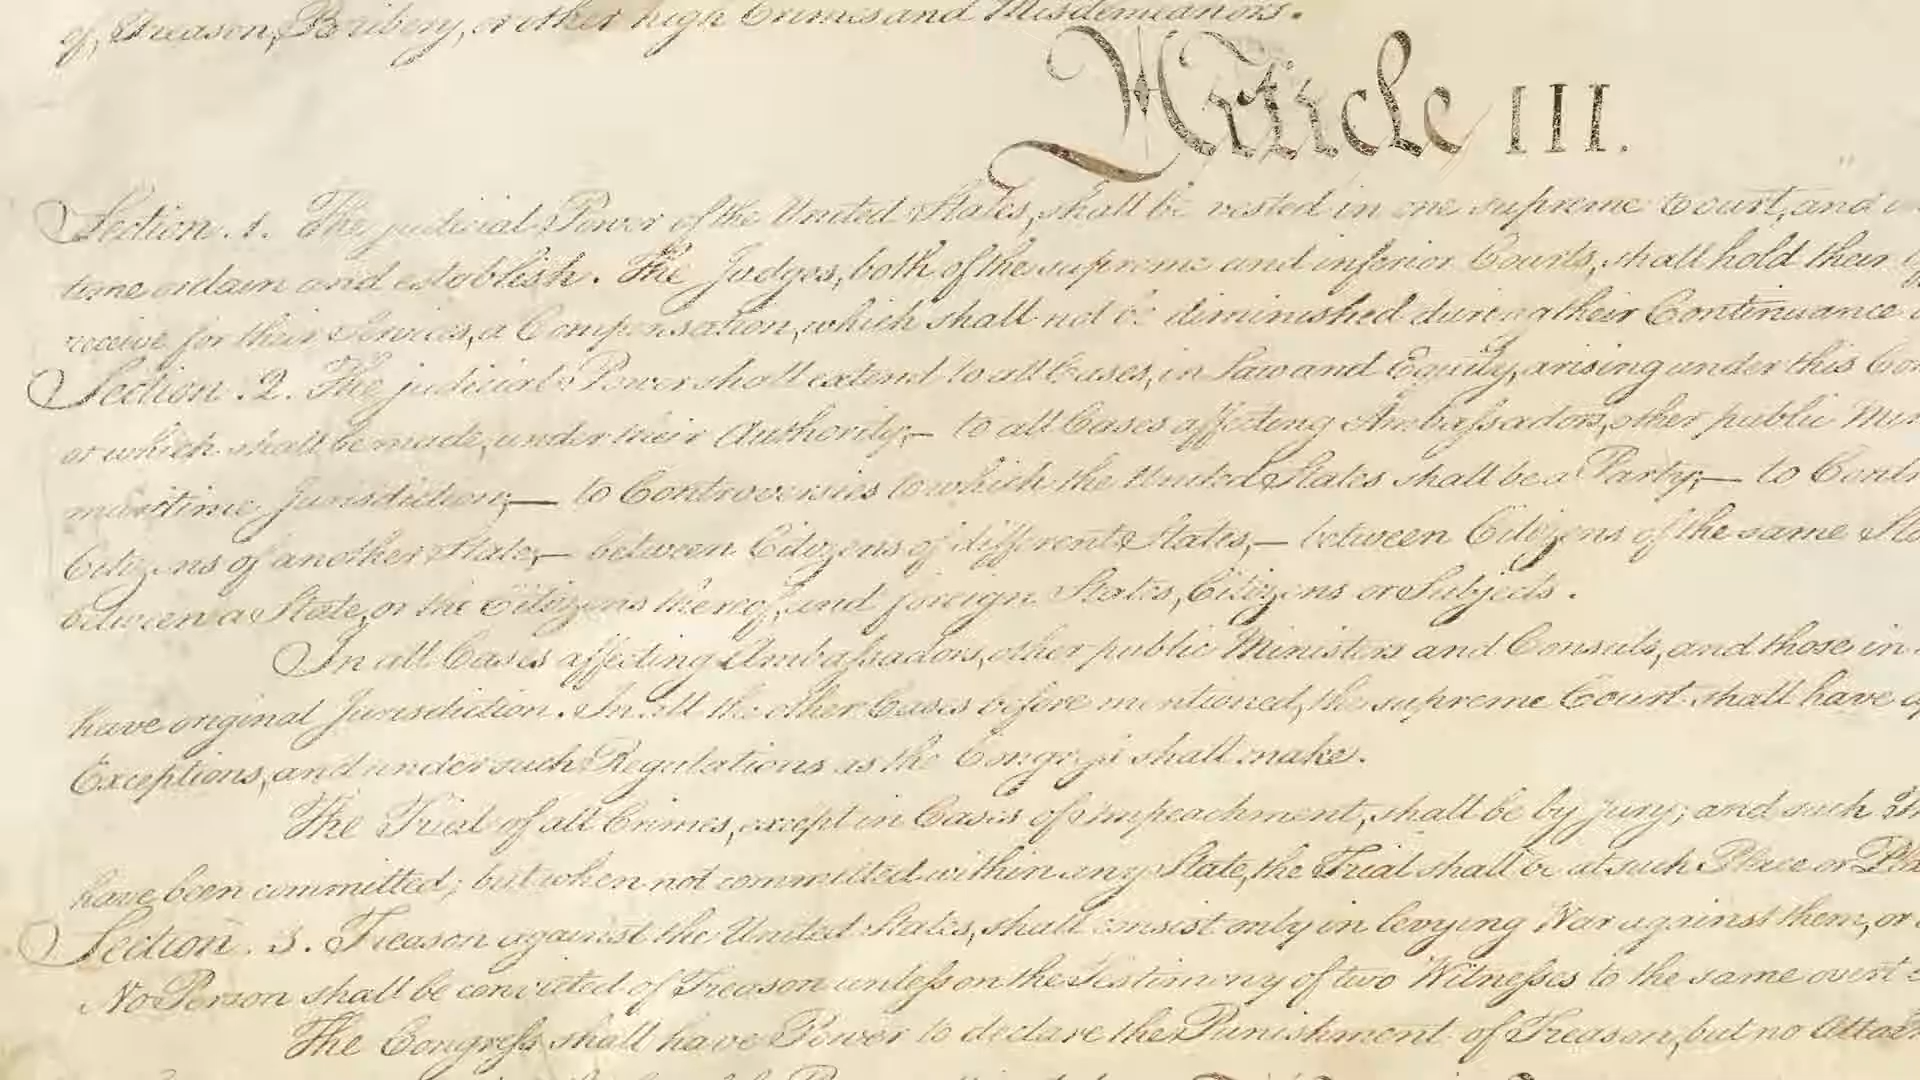 of, Treason, Bribery, or other high Crimes and Misdemeanors.
Article III.
Section. 1. The judicial Power of the United States, shall be vested in one supreme Court, and
time ordain and establish. The Judges, both of the supreme and inferior Courts, shall hold their
receive for their Services, a Compensation, which shall not be diminished during their Continuance
Section. 2. The judicial Power shall extend to all Cases, in Law and Equity, arising under this Con
or which shall be made, under their Authority;— to all Cases affecting Ambassadors, other public Min
maritime Jurisdiction;— to Controversies to which the United States shall be a Party;— to Contr
Citizens of another State,— between Citizens of different States,— between Citizens of the same Sta
between a State, or the Citizens thereof, and foreign States, Citizens or Subjects.
In all Cases affecting Ambassadors, other public Ministers and Consuls, and those in
have original Jurisdiction. In all the other Cases before mentioned, the supreme Court shall have
Exceptions, and under such Regulations as the Congress shall make.
The Trial of all Crimes, except in Cases of Impeachment, shall be by Jury; and such Tr
have been committed; but when not committed within any State, the Trial shall be at such Place or Pla
Section. 3. Treason against the United States, shall consist only in levying War against them, or
No Person shall be convicted of Treason unless on the Testimony of two Witnesses to the same overt
The Congress shall have Power to declare the Punishment of Treason, but no Attai